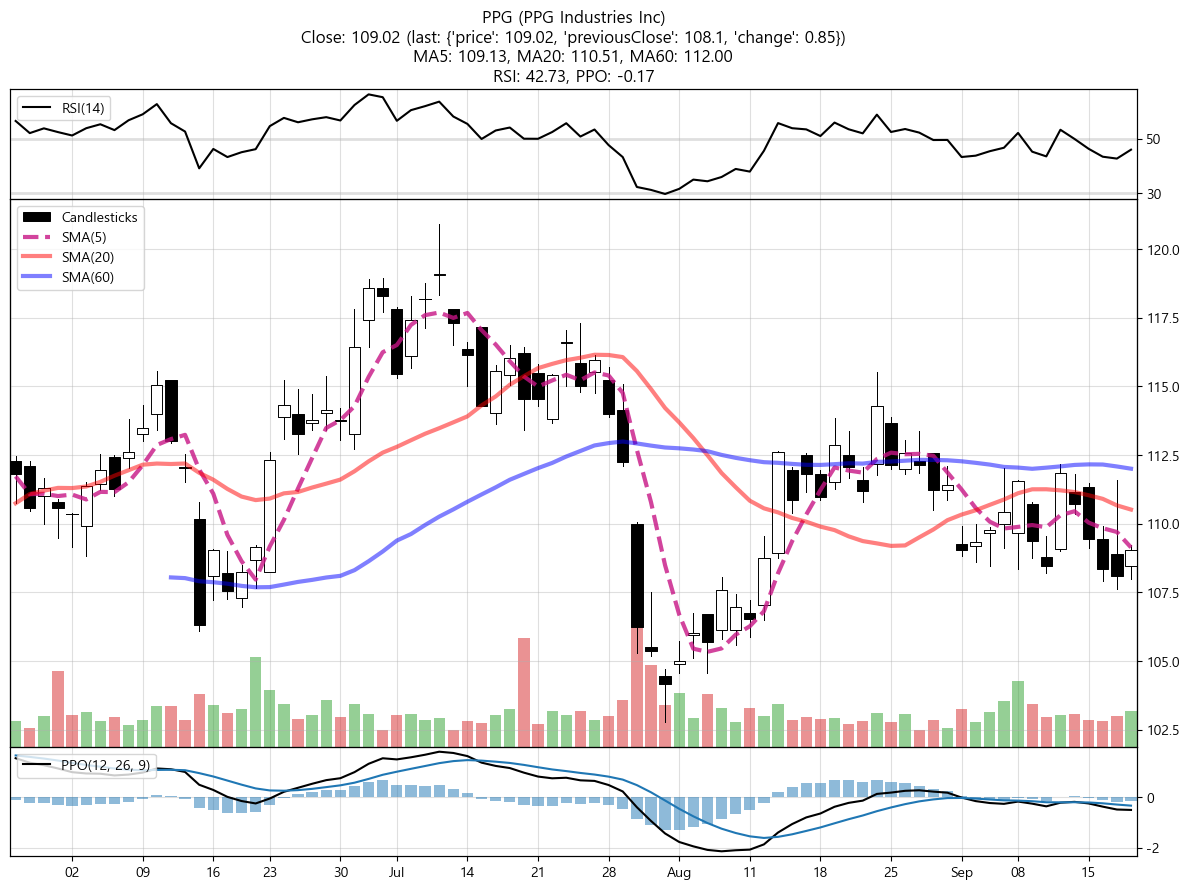 PPG (PPG Industries Inc)
Close: 109.02 (last: {'price': 109.02, 'previousClose': 108.1, 'change': 0.85})
MA5: 109.13, MA20: 110.51, MA60: 112.00
RSI: 42.73, PPO: -0.17
RSI(14)
50
30
Candlesticks
SMA(5)
SMA(20)
SMA(60)
120.0
117.5
115.0
112.5
110.0
107.5
105.0
102.5
PPO(12, 26, 9)
0
-2
02 09 16 23 30 Jul 14 21 28 Aug 11 18 25 Sep 08 15